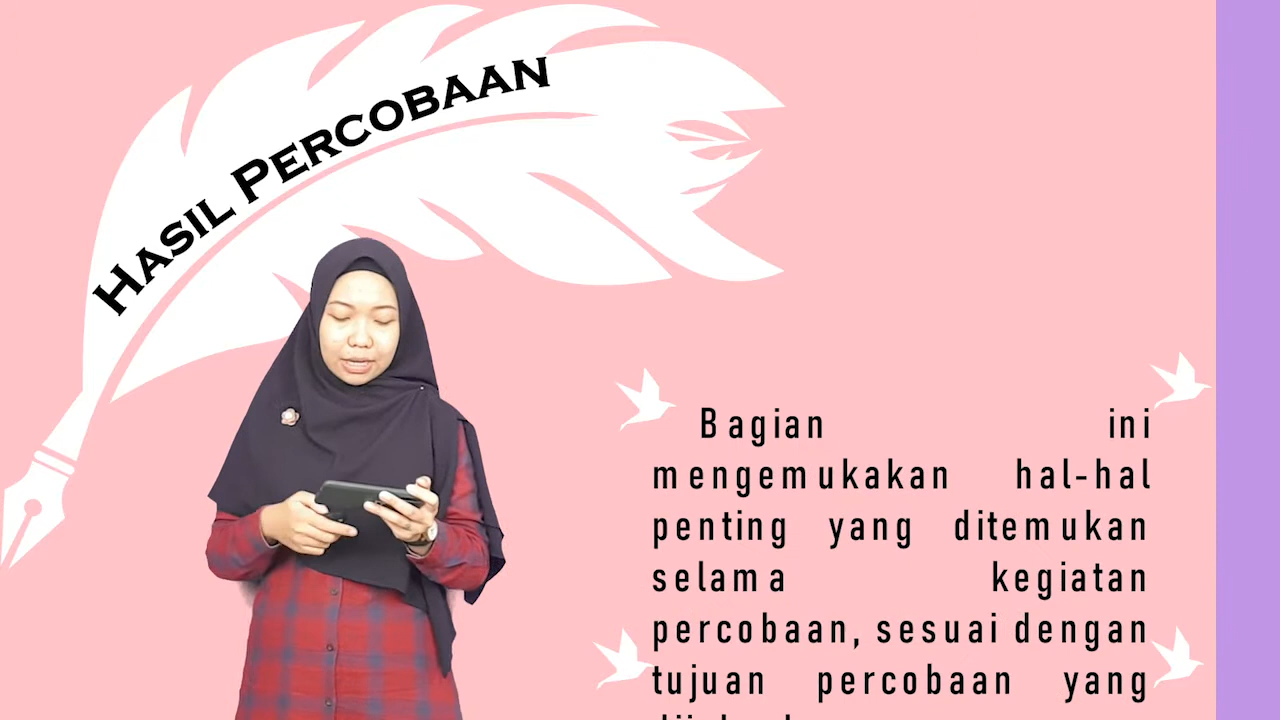 HASIL PERCOBAAN
Bagian ini
mengemukakan hal-hal
penting yang ditemukan
selama kegiatan
percobaan, sesuai dengan
tujuan percobaan yang